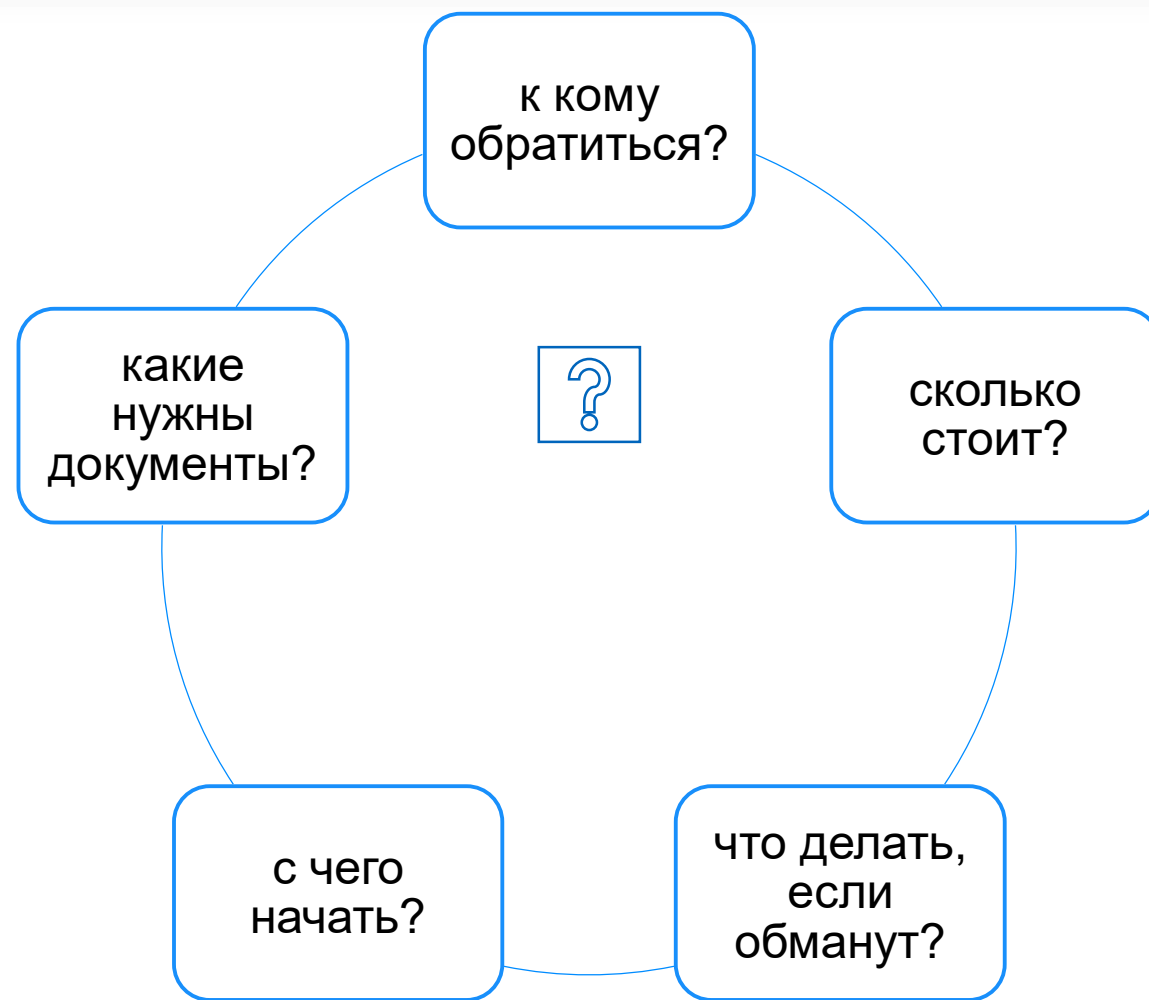 к кому
обратиться?
какие
нужны
документы?
сколько
стоит?
с чего
начать?
что делать,
если
обманут?